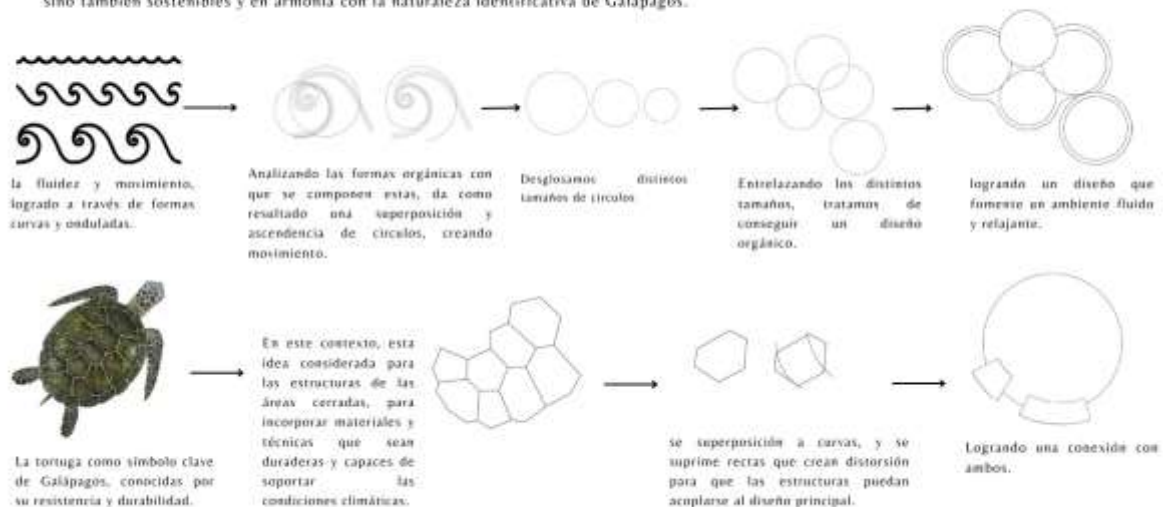 sino también sostenibles y en armonía con la naturaleza identificativa de Galápagos.
la fluidez y movimiento,
logrado a través de formas
curvas y onduladas.
Analizando las formas orgánicas con
que se componen estas, da como
resultado una superposición y
ascendencia de círculos, creando
movimiento.
Desglosamos distintos
tamaños de círculos
Entrelazando los distintos
tamaños, tratamos de
conseguir un diseño
orgánico.
logrando un diseño que
fomente un ambiente fluido
y relajante.
La tortuga como símbolo clave
de Galápagos, conocidas por
su resistencia y durabilidad.
En este contexto, esta
idea considerada para
las estructuras de las
áreas cerradas, para
incorporar materiales y
técnicas que sean
duraderas y capaces de
soportar las
condiciones climáticas.
se superposición a curvas, y se
suprime rectas que crean distorsión
para que las estructuras puedan
acoplarse al diseño principal.
Logrando una conexión con
ambos.